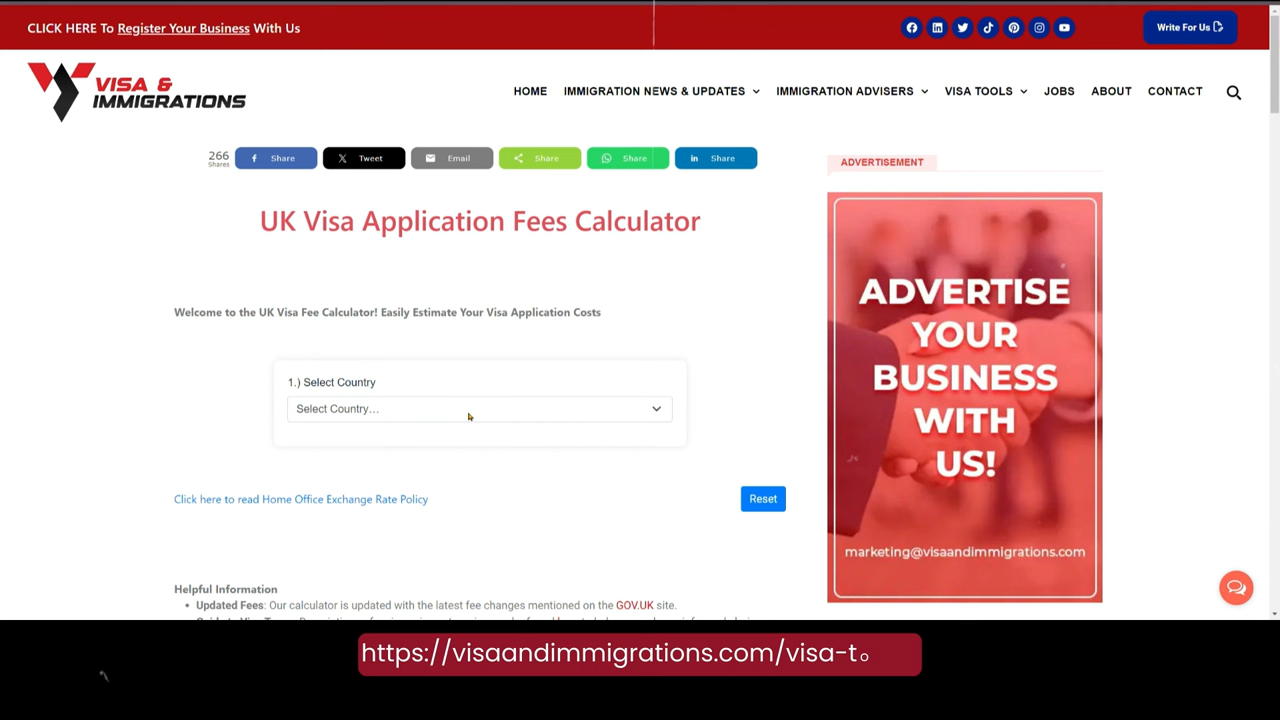 CLICK HERE To Register Your Business With Us
Write For Us
VISA &
IMMIGRATIONS
HOME IMMIGRATION NEWS & UPDATES IMMIGRATION ADVISERS VISA TOOLS JOBS ABOUT CONTACT
266
Shares
Share Tweet Email Share Share Share
ADVERTISEMENT
UK Visa Application Fees Calculator
Welcome to the UK Visa Fee Calculator! Easily Estimate Your Visa Application Costs
1.) Select Country
Select Country...
Click here to read Home Office Exchange Rate Policy
Reset
Helpful Information
Updated Fees: Our calculator is updated with the latest fee changes mentioned on the GOV.UK site.
ADVERTISE
YOUR
BUSINESS
WITH
US!
marketing@visaandimmigrations.com
https://visaandimmigrations.com/visa-to